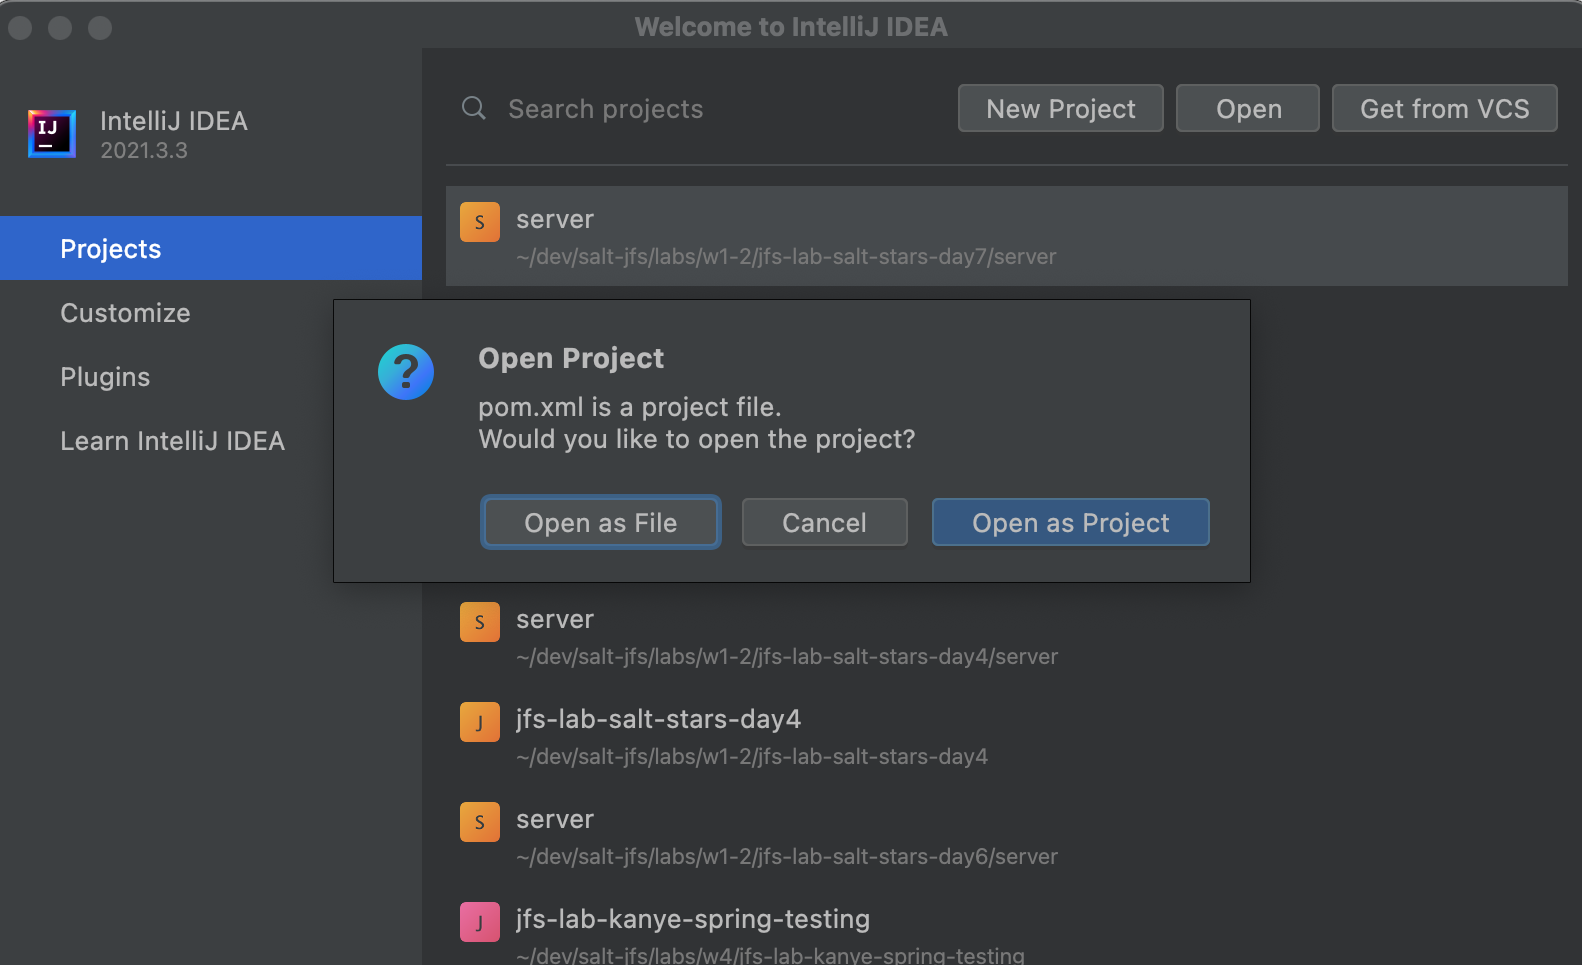 Welcome to IntelliJ IDEA
IJ
IntelliJ IDEA
2021.3.3
Projects
Customize
Plugins
Learn IntelliJ IDEA
Search projects
New Project
Open
Get from VCS
S
server
~/dev/salt-jfs/labs/w1-2/jfs-lab-salt-stars-day7/server
?
Open Project
pom.xml is a project file.
Would you like to open the project?
Open as File
Cancel
Open as Project
S
server
~/dev/salt-jfs/labs/w1-2/jfs-lab-salt-stars-day4/server
J
jfs-lab-salt-stars-day4
~/dev/salt-jfs/labs/w1-2/jfs-lab-salt-stars-day4
S
server
~/dev/salt-jfs/labs/w1-2/jfs-lab-salt-stars-day6/server
J
jfs-lab-kanye-spring-testing
~/dev/salt-jfs/labs/w4/jfs-lab-kanye-spring-testing